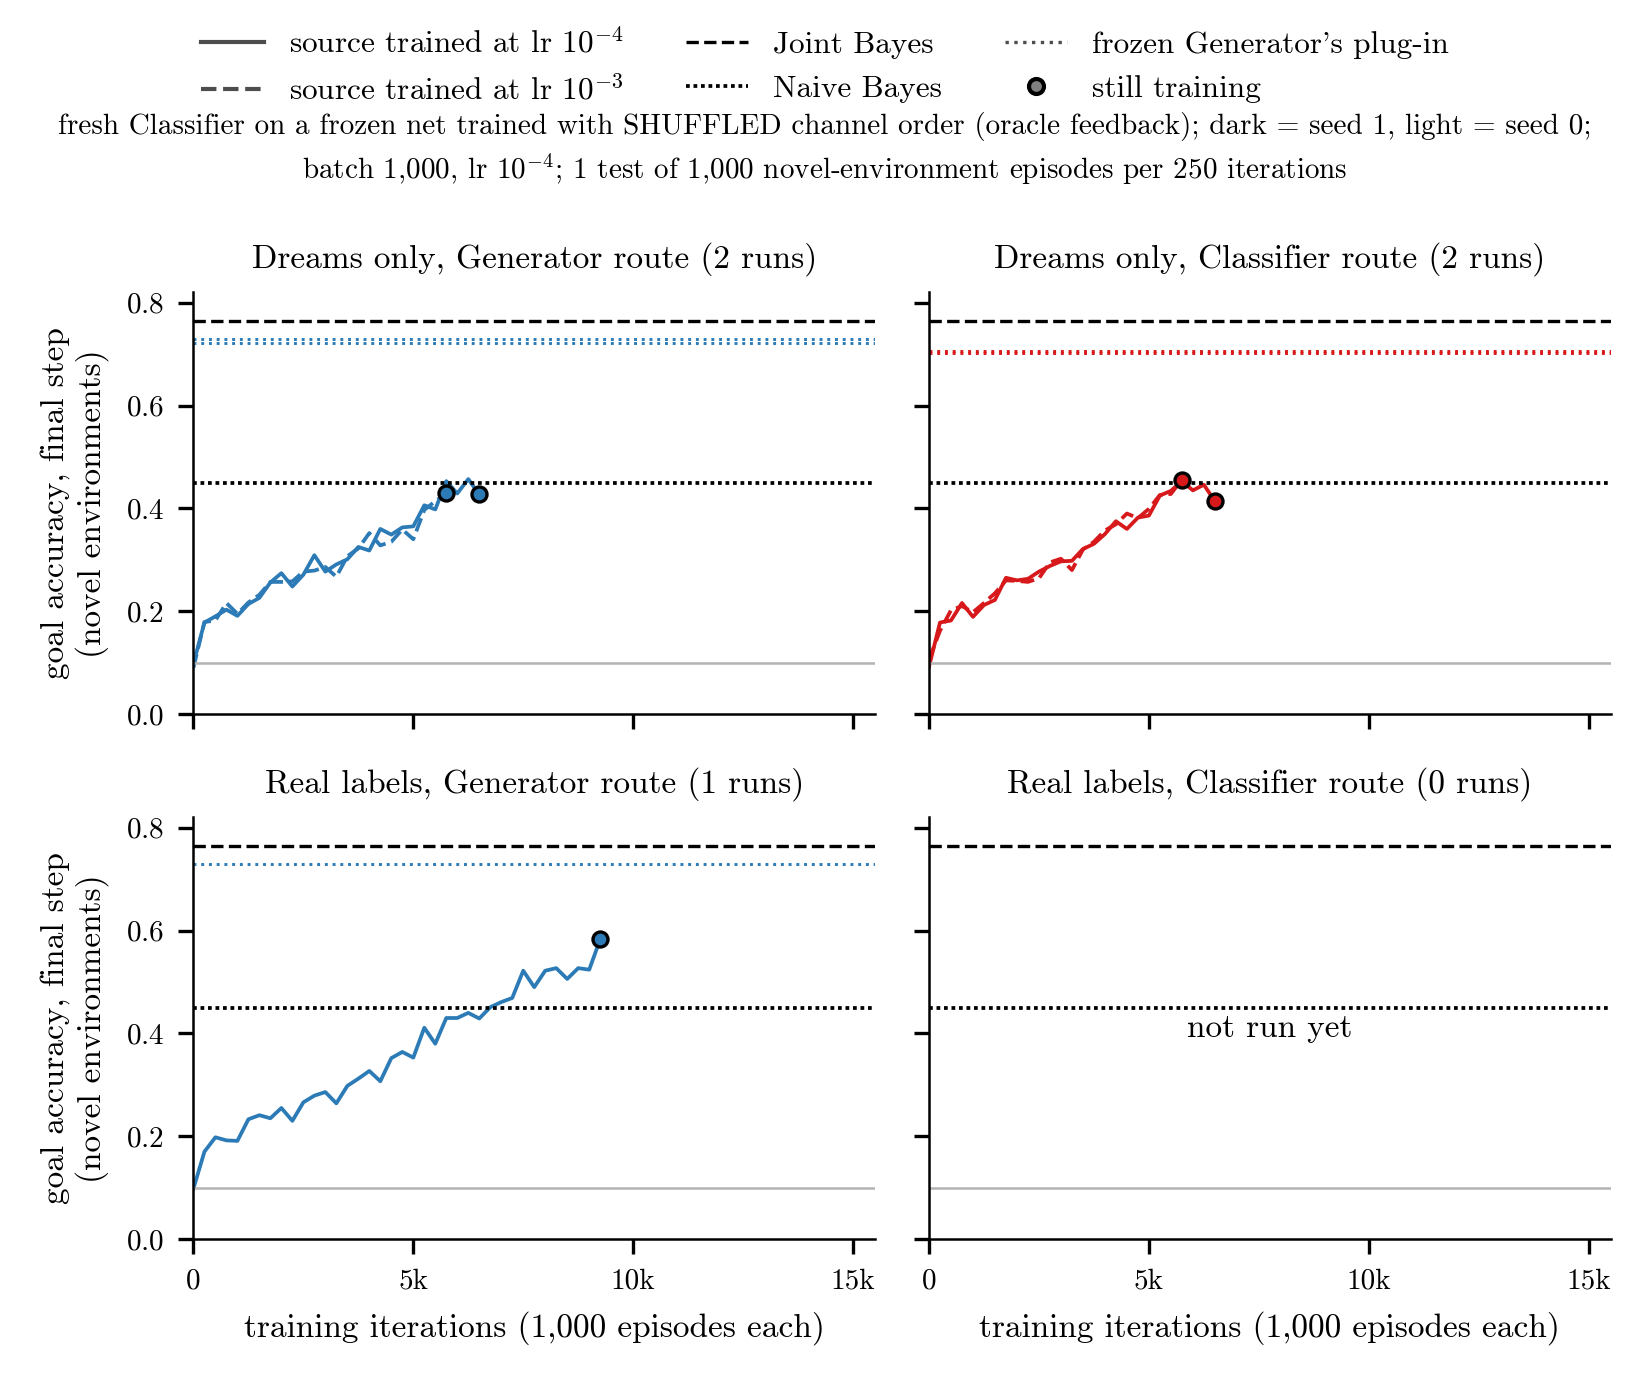 source trained at lr 10⁻⁴
source trained at lr 10⁻³
Joint Bayes
Naive Bayes
frozen Generator's plug-in
still training
fresh Classifier on a frozen net trained with SHUFFLED channel order (oracle feedback); dark = seed 1, light = seed 0;
batch 1,000, lr 10⁻⁴; 1 test of 1,000 novel-environment episodes per 250 iterations
Dreams only, Generator route (2 runs)
0.8
0.6
0.4
0.2
0.0
goal accuracy, final step
(novel environments)
Dreams only, Classifier route (2 runs)
Real labels, Generator route (1 runs)
0.8
0.6
0.4
0.2
0.0
goal accuracy, final step
(novel environments)
0
5k
10k
15k
training iterations (1,000 episodes each)
Real labels, Classifier route (0 runs)
not run yet
0
5k
10k
15k
training iterations (1,000 episodes each)